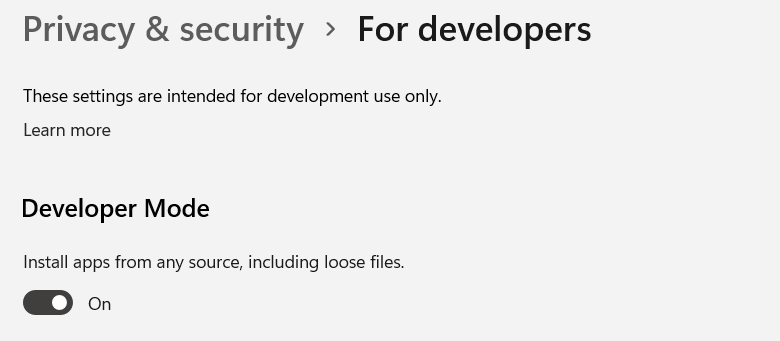 Privacy & security > For developers
These settings are intended for development use only.
Learn more
Developer Mode
Install apps from any source, including loose files.
On